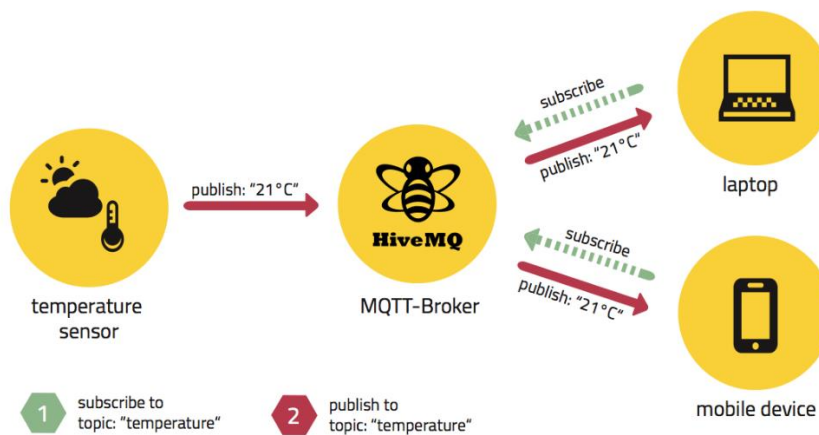 subscribe
publish: “21°C“
laptop
publish: “21°C“
HiveMQ
temperature
sensor
MQTT-Broker
subscribe
publish: “21°C“
mobile device
1
subscribe to
topic: “temperature“
2
publish to
topic: “temperature“